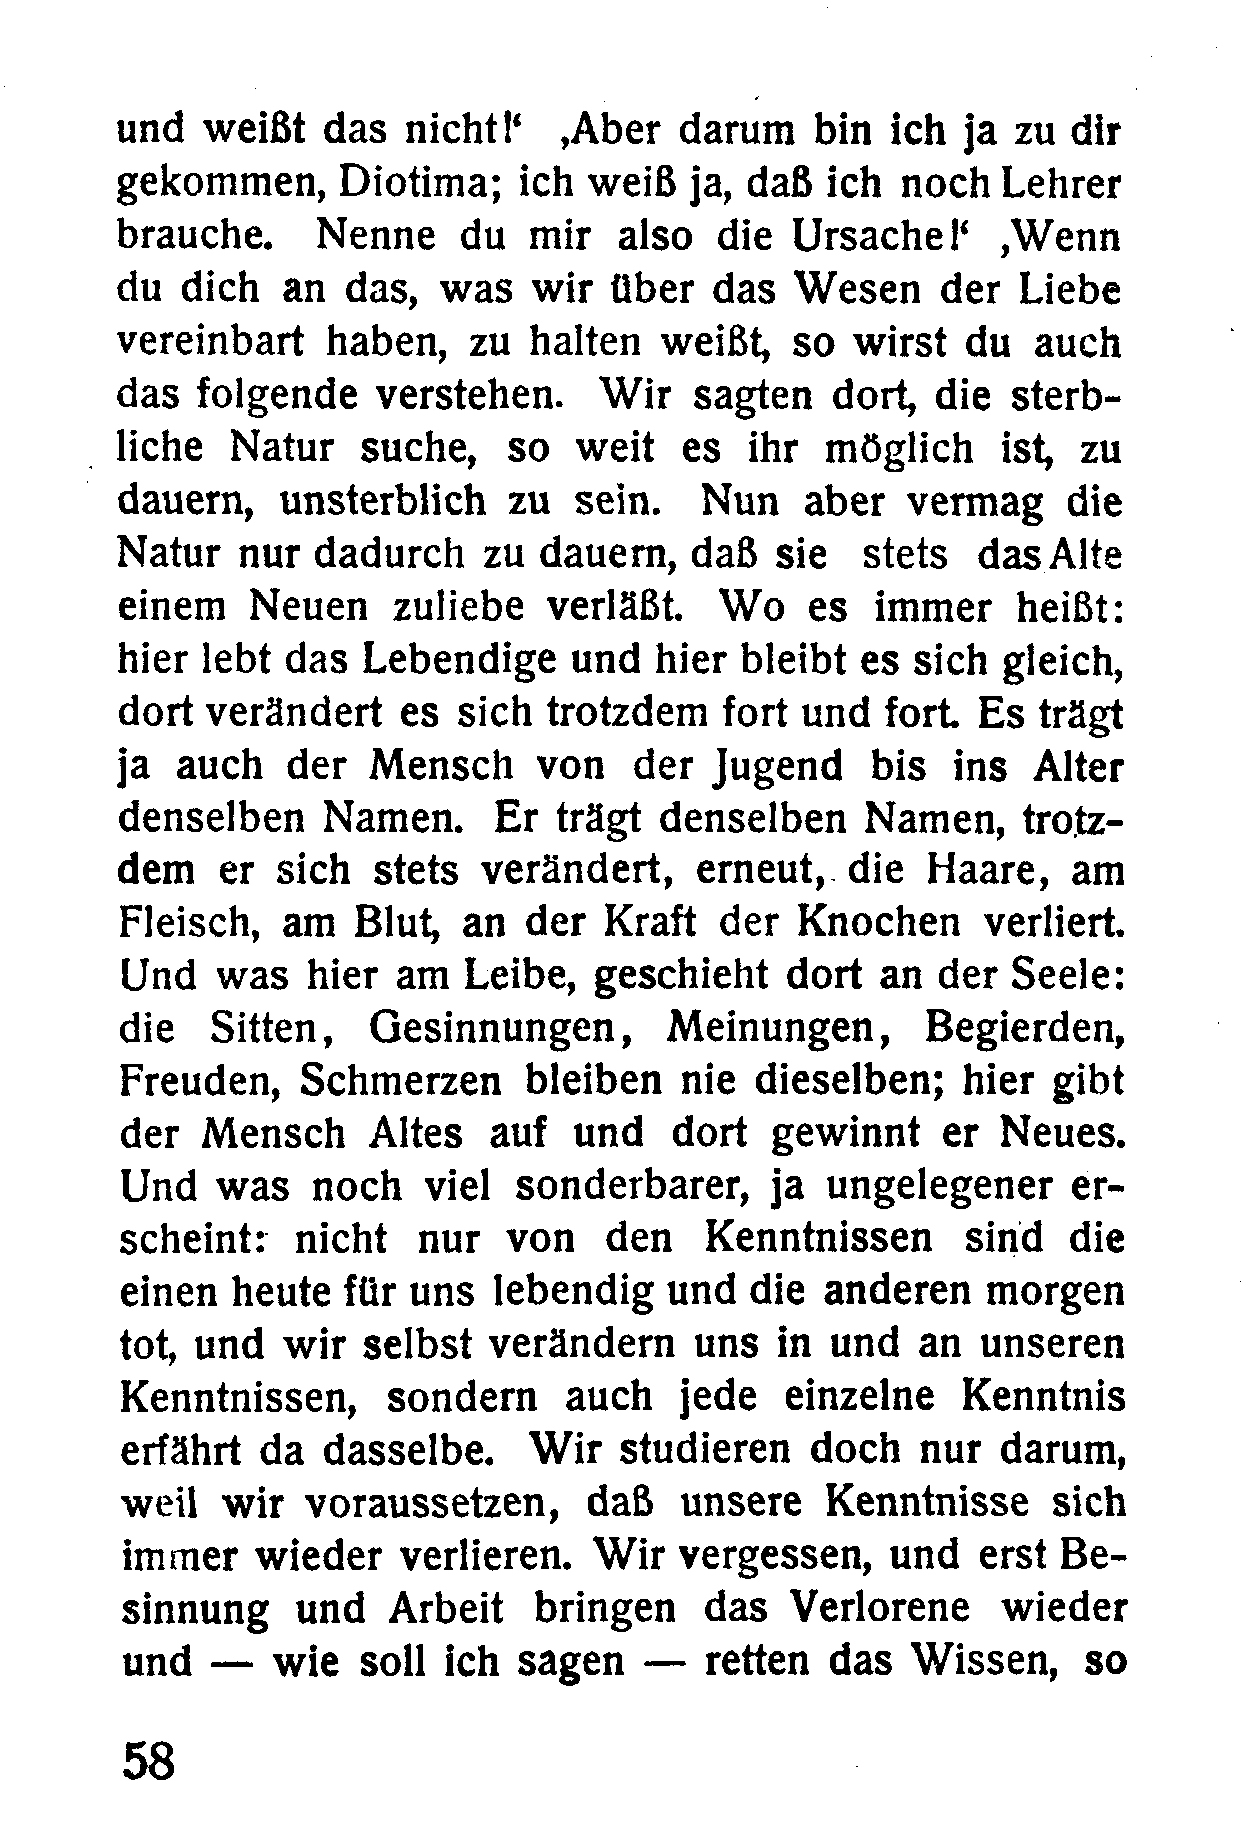 und weißt das nicht!‘ ‚Aber darum bin ich ja zu dir
gekommen, Diotima; ich weiß ja, daß ich noch Lehrer
brauche. Nenne du mir also die Ursache!‘ ‚Wenn
du dich an das, was wir über das Wesen der Liebe
vereinbart haben, zu halten weißt, so wirst du auch
das folgende verstehen. Wir sagten dort, die sterb-
liche Natur suche, so weit es ihr möglich ist, zu
dauern, unsterblich zu sein. Nun aber vermag die
Natur nur dadurch zu dauern, daß sie stets das Alte
einem Neuen zuliebe verläßt. Wo es immer heißt:
hier lebt das Lebendige und hier bleibt es sich gleich,
dort verändert es sich trotzdem fort und fort. Es trägt
ja auch der Mensch von der Jugend bis ins Alter
denselben Namen. Er trägt denselben Namen, trotz-
dem er sich stets verändert, erneut, die Haare, am
Fleisch, am Blut, an der Kraft der Knochen verliert.
Und was hier am Leibe, geschieht dort an der Seele:
die Sitten, Gesinnungen, Meinungen, Begierden,
Freuden, Schmerzen bleiben nie dieselben; hier gibt
der Mensch Altes auf und dort gewinnt er Neues.
Und was noch viel sonderbarer, ja ungelegener er-
scheint: nicht nur von den Kenntnissen sind die
einen heute für uns lebendig und die anderen morgen
tot, und wir selbst verändern uns in und an unseren
Kenntnissen, sondern auch jede einzelne Kenntnis
erfährt da dasselbe. Wir studieren doch nur darum,
weil wir voraussetzen, daß unsere Kenntnisse sich
immer wieder verlieren. Wir vergessen, und erst Be-
sinnung und Arbeit bringen das Verlorene wieder
und — wie soll ich sagen — retten das Wissen, so
58